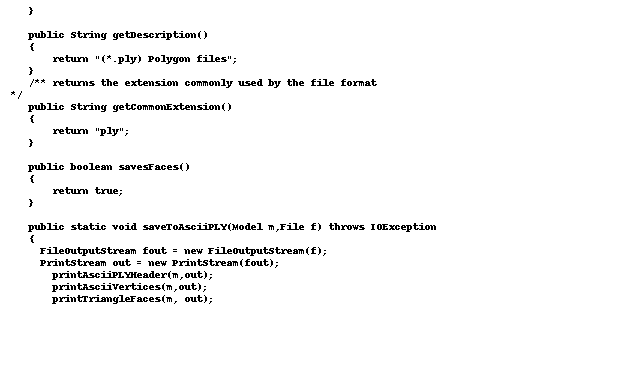 }
public String getDescription()
{
return "(*.ply) Polygon files";
}
/** returns the extension commonly used by the file format
*/
public String getCommonExtension()
{
return "ply";
}
public boolean savesFaces()
{
return true;
}
public static void saveToAsciiPLY(Model m,File f) throws IOException
{
FileOutputStream fout = new FileOutputStream(f);
PrintStream out = new PrintStream(fout);
printAsciiPLYHeader(m,out);
printAsciiVertices(m,out);
printTriangleFaces(m, out);